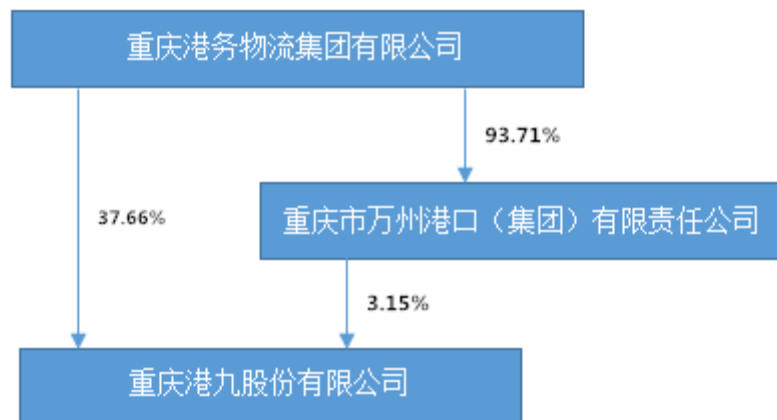 重庆港务物流集团有限公司
93.71%
37.66%
重庆市万州港口（集团）有限责任公司
3.15%
重庆港九股份有限公司